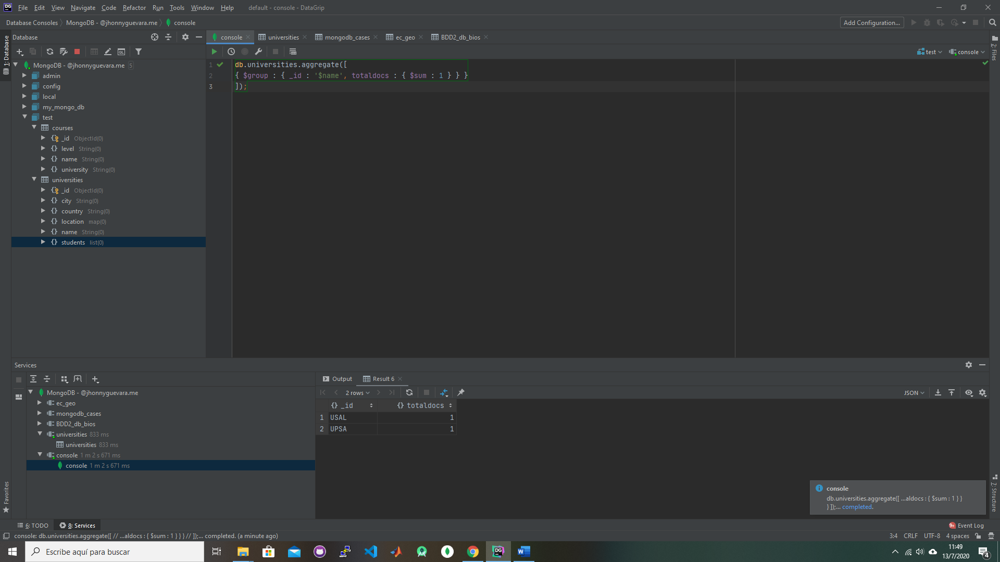 DG File Edit View Navigate Code Refactor Run Tools Window Help default - console - DataGrip
Database Consoles MongoDB - @jhonnyguevara.me console Add Configuration...
1: Database
Database
MongoDB - @jhonnyguevara.me 5
admin
config
local
my_mongo_db
test
courses
_id ObjectId(0)
level String(0)
name String(0)
university String(0)
universities
_id ObjectId(0)
city String(0)
country String(0)
location map(0)
name String(0)
students list(0)
console universities mongodb_cases ec_geo BDD2_db_bios
test console
1 db.universities.aggregate([
2 { $group : { _id : '$name', totaldocs : { $sum : 1 } } }
3 ]);
2: Files
Services
MongoDB - @jhonnyguevara.me
ec_geo
mongodb_cases
BDD2_db_bios
universities 833 ms
universities 833 ms
console 1 m 2 s 671 ms
console 1 m 2 s 671 ms
Output Result 6
2 rows JSON
{} _id {} totaldocs
1 USAL 1
2 UPSA 1
console
db.universities.aggregate([ ...aldocs : { $sum : 1 } }
} ]);... completed.
Favorites
7: Structure
6: TODO 8: Services 9+ Event Log
console: db.universities.aggregate([ // ...aldocs : { $sum : 1 } } } // ]);... completed. (a minute ago) 3:4 CRLF UTF-8 4 spaces
Escribe aquí para buscar
DG
W
11:49
13/7/2020
4